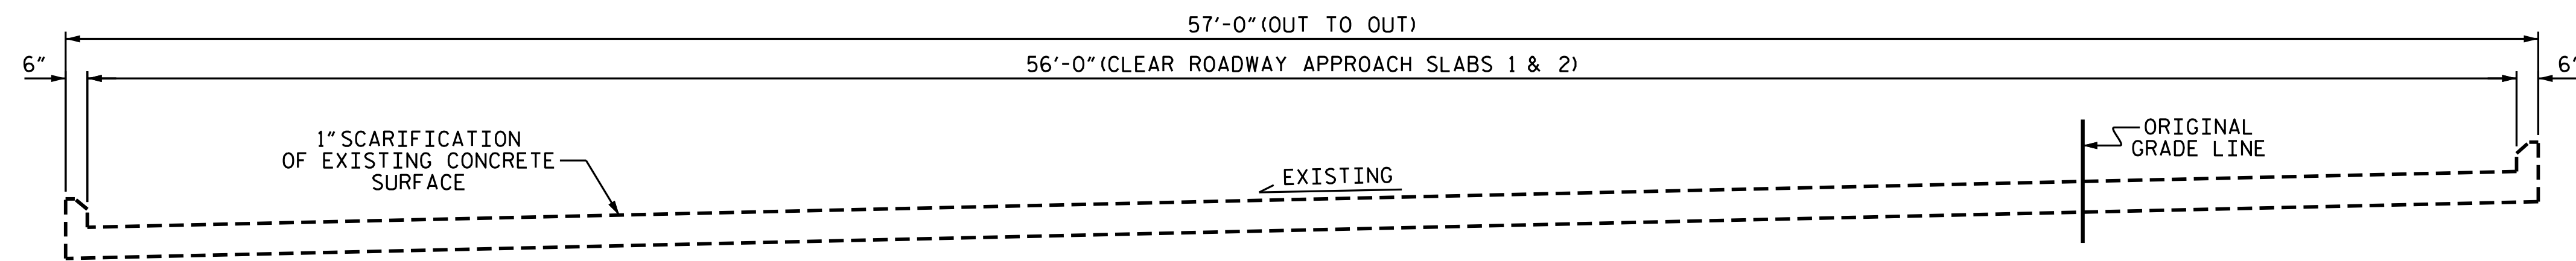 57'-0"(OUT TO OUT)
56'-0"(CLEAR ROADWAY APPROACH SLABS 1 & 2)
6"
6"
1"SCARIFICATION
OF EXISTING CONCRETE
SURFACE
EXISTING
ORIGINAL
GRADE LINE